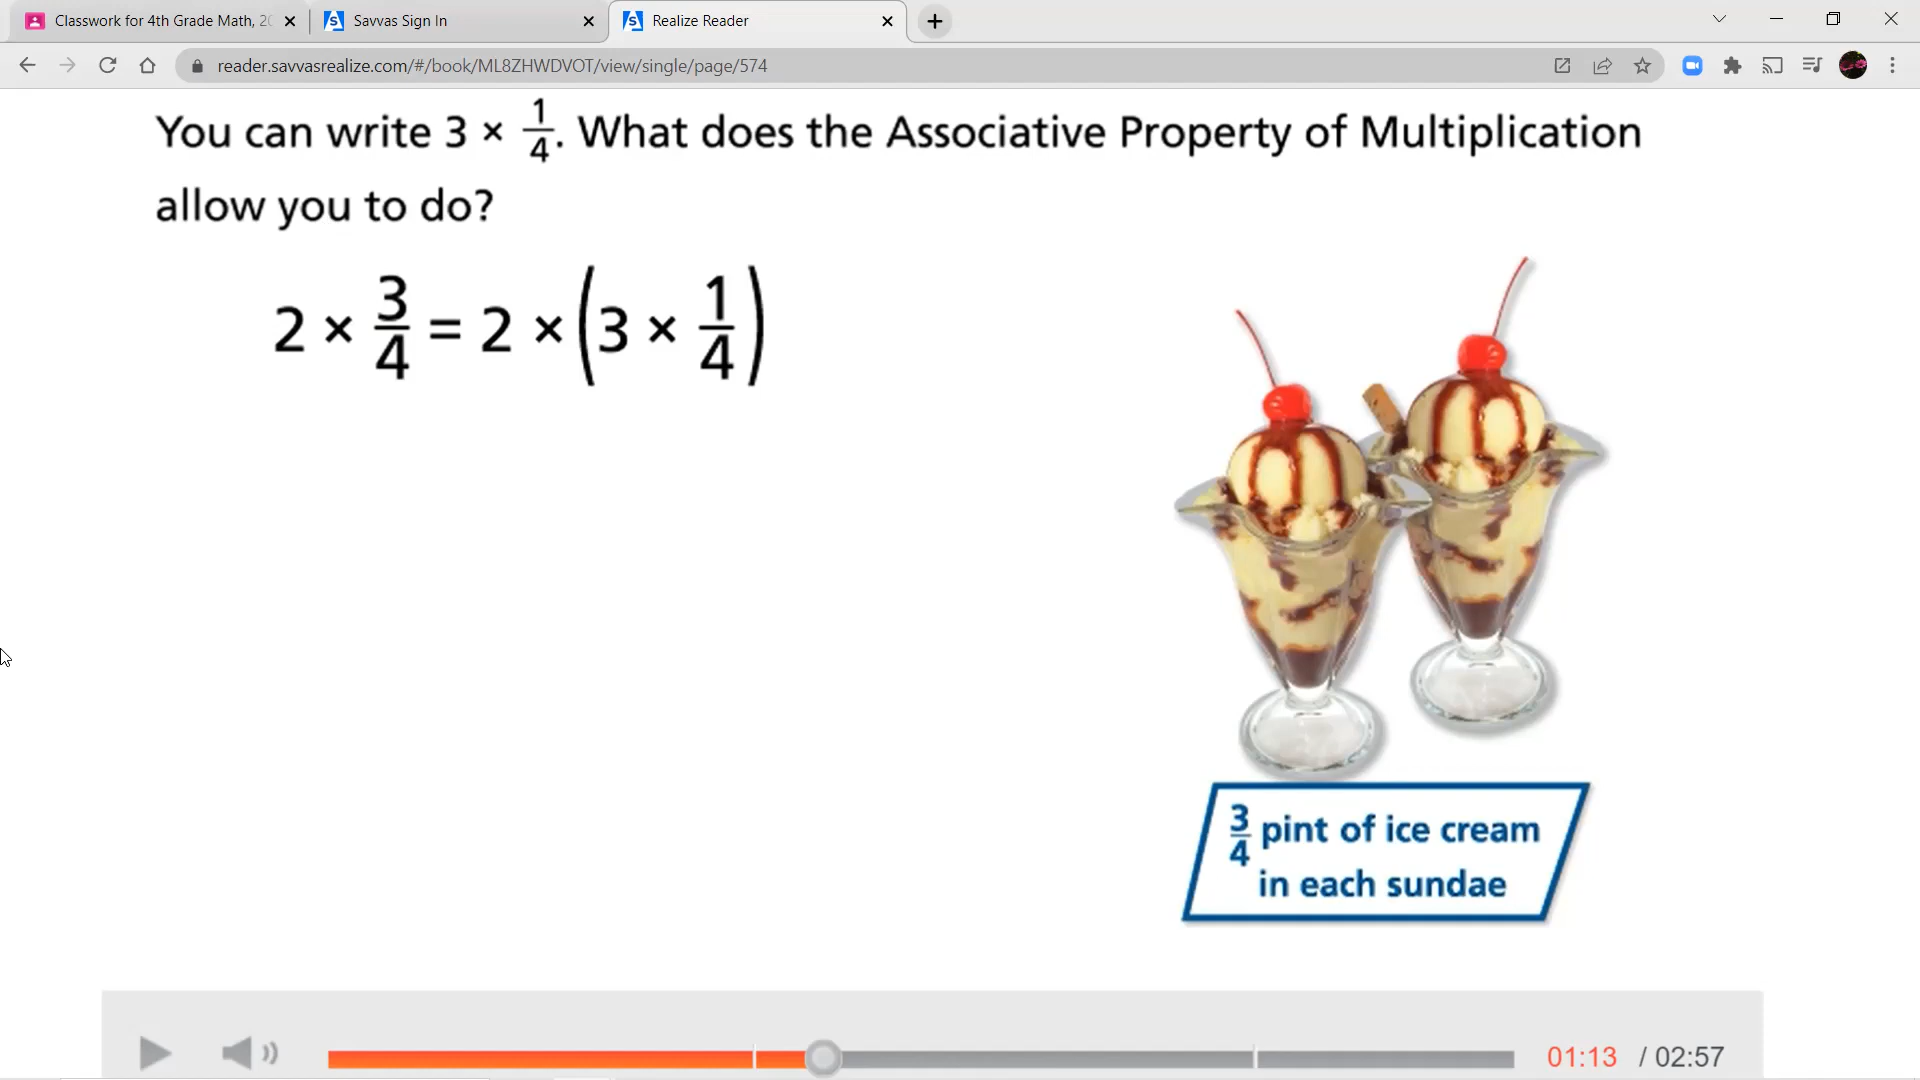 Classwork for 4th Grade Math, 20
Savvas Sign In
Realize Reader
reader.savvasrealize.com/#/book/ML8ZHWDVOT/view/single/page/574
You can write 3 × 1/4. What does the Associative Property of Multiplication
allow you to do?
2 × 3/4 = 2 × (3 × 1/4)
3/4 pint of ice cream
in each sundae
01:13 / 02:57